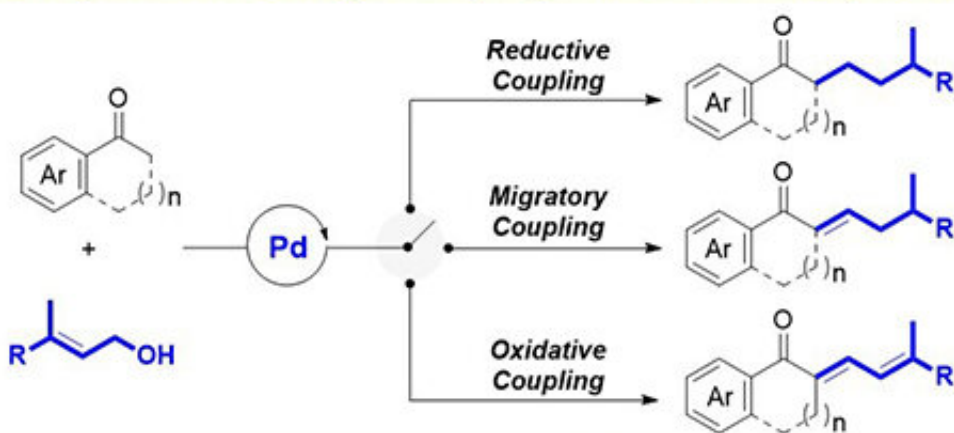 O
Ar
( )n
+
R
OH
Pd
Reductive
Coupling
O
Ar
( )n
R
Migratory
Coupling
O
Ar
( )n
R
Oxidative
Coupling
O
Ar
( )n
R